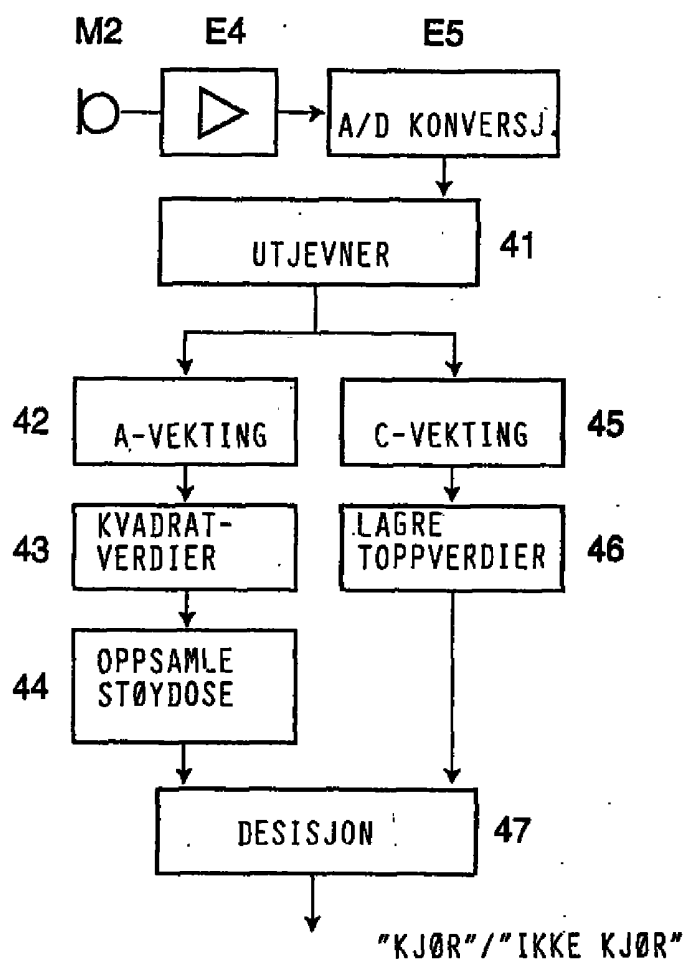 M2 E4 E5
A/D KONVERSJ.
UTJEVNER 41
42 A-VEKTING C-VEKTING 45
43 KVADRAT-
VERDIER
LAGRE
TOPPVERDIER 46
44 OPPSAMLE
STØYDOSE
DESISJON 47
"KJØR"/"IKKE KJØR"